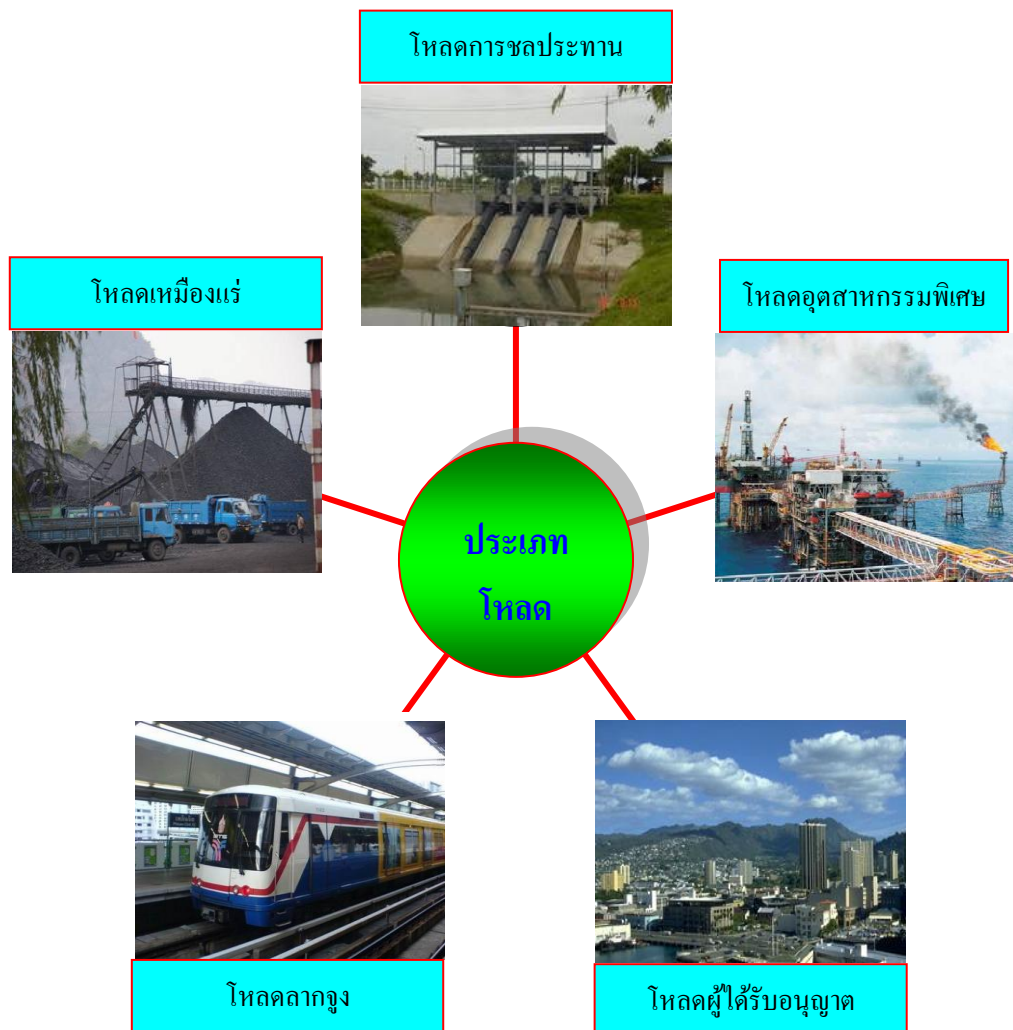 โหลดการชลประทาน
โหลดเหมืองแร่
โหลดอุตสาหกรรมพิเศษ
ประเภท
โหลด
โหลดลากจูง
โหลดผู้ได้รับอนุญาต